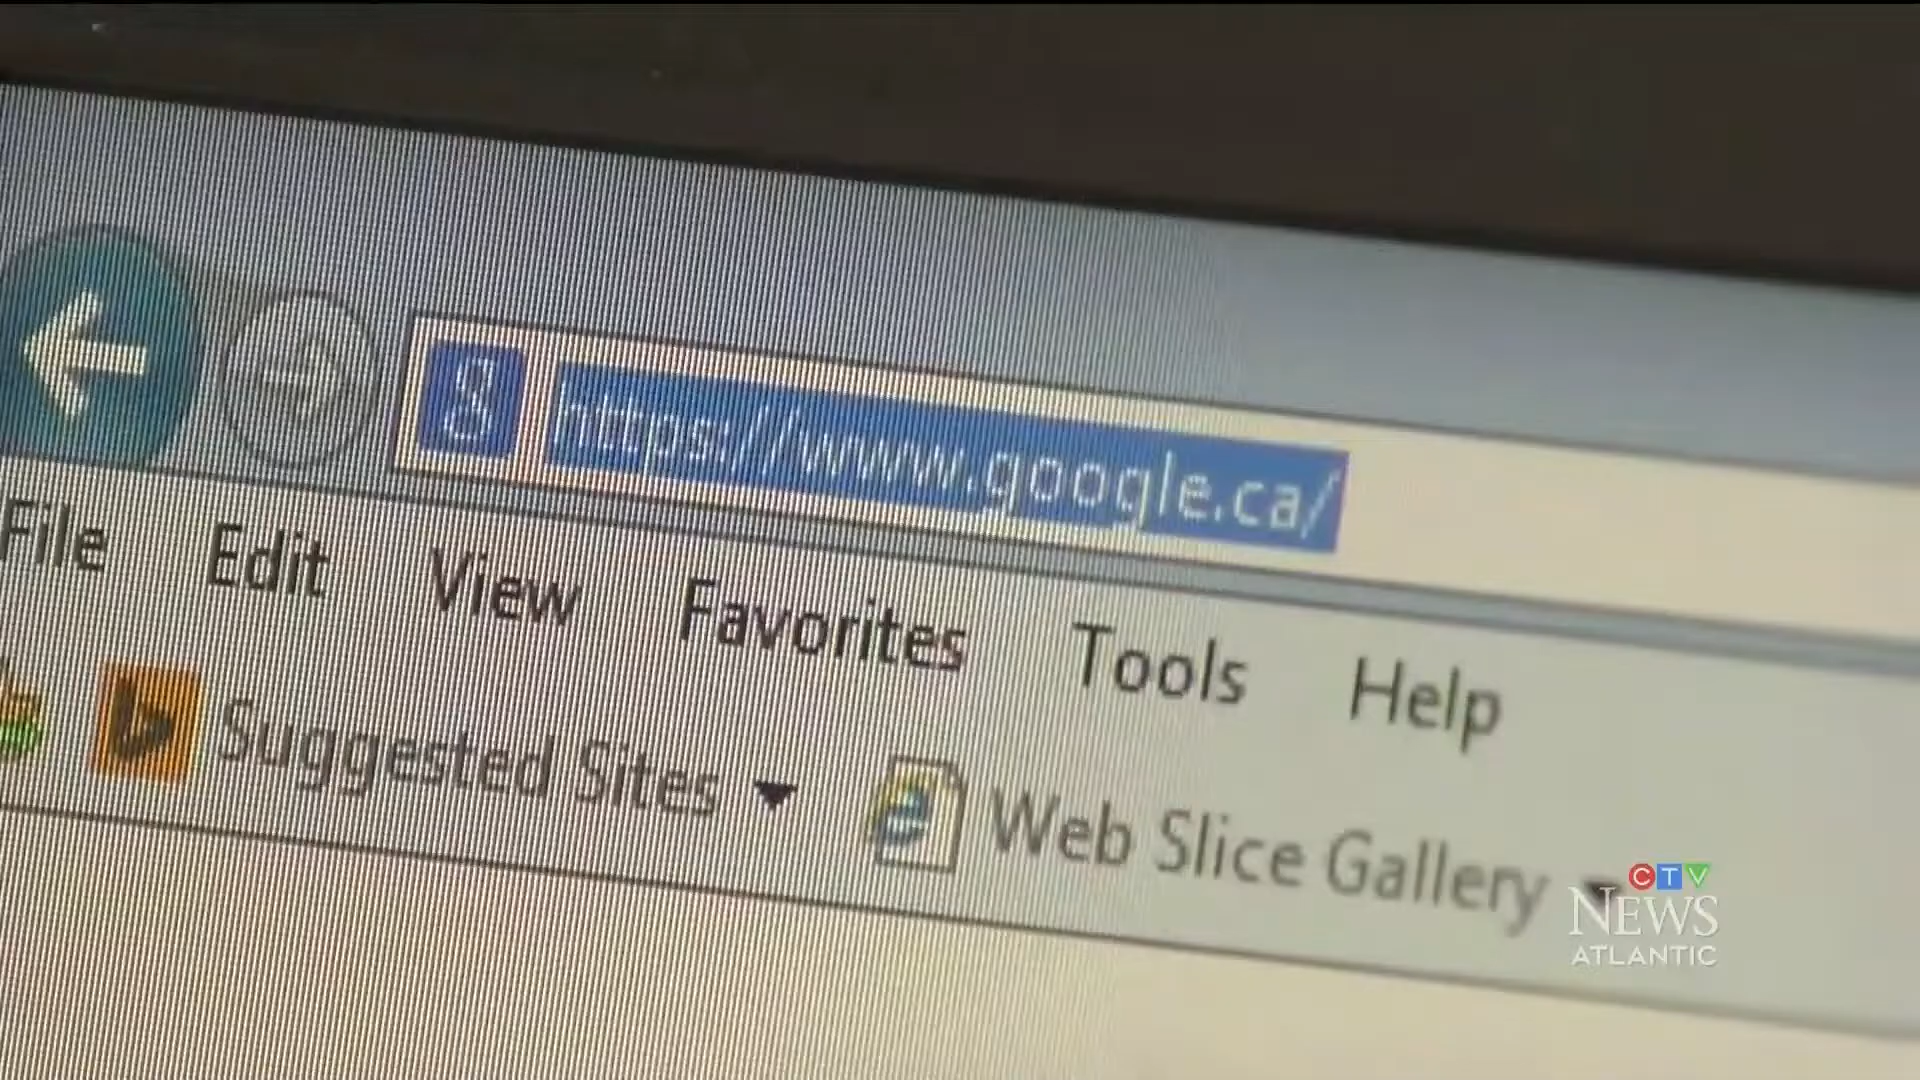 https://www.google.ca/
File Edit View Favorites Tools Help
Suggested Sites Web Slice Gallery
CTV
NEWS
ATLANTIC